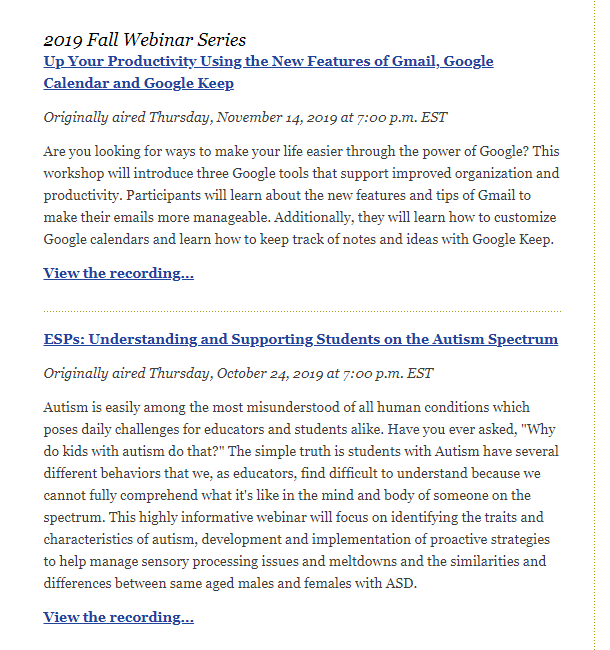 2019 Fall Webinar Series
Up Your Productivity Using the New Features of Gmail, Google
Calendar and Google Keep
Originally aired Thursday, November 14, 2019 at 7:00 p.m. EST
Are you looking for ways to make your life easier through the power of Google? This
workshop will introduce three Google tools that support improved organization and
productivity. Participants will learn about the new features and tips of Gmail to
make their emails more manageable. Additionally, they will learn how to customize
Google calendars and learn how to keep track of notes and ideas with Google Keep.
View the recording...
ESPs: Understanding and Supporting Students on the Autism Spectrum
Originally aired Thursday, October 24, 2019 at 7:00 p.m. EST
Autism is easily among the most misunderstood of all human conditions which
poses daily challenges for educators and students alike. Have you ever asked, "Why
do kids with autism do that?" The simple truth is students with Autism have several
different behaviors that we, as educators, find difficult to understand because we
cannot fully comprehend what it's like in the mind and body of someone on the
spectrum. This highly informative webinar will focus on identifying the traits and
characteristics of autism, development and implementation of proactive strategies
to help manage sensory processing issues and meltdowns and the similarities and
differences between same aged males and females with ASD.
View the recording...